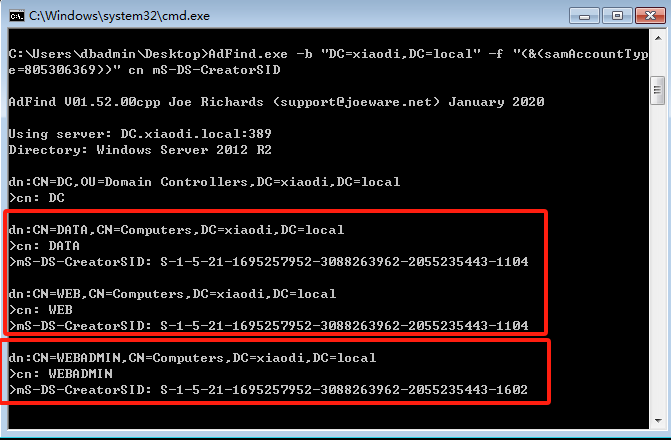 C:\Windows\system32\cmd.exe
C:\Users\dbadmin\Desktop>AdFind.exe -b "DC=xiaodi,DC=local" -f "(&(samAccountTyp
e=805306369))" cn mS-DS-CreatorSID
AdFind V01.52.00cpp Joe Richards (support@joeware.net) January 2020
Using server: DC.xiaodi.local:389
Directory: Windows Server 2012 R2
dn:CN=DC,OU=Domain Controllers,DC=xiaodi,DC=local
>cn: DC
dn:CN=DATA,CN=Computers,DC=xiaodi,DC=local
>cn: DATA
>mS-DS-CreatorSID: S-1-5-21-1695257952-3088263962-2055235443-1104
dn:CN=WEB,CN=Computers,DC=xiaodi,DC=local
>cn: WEB
>mS-DS-CreatorSID: S-1-5-21-1695257952-3088263962-2055235443-1104
dn:CN=WEBADMIN,CN=Computers,DC=xiaodi,DC=local
>cn: WEBADMIN
>mS-DS-CreatorSID: S-1-5-21-1695257952-3088263962-2055235443-1602